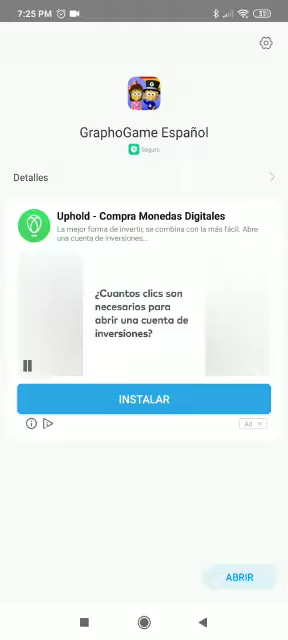 7:25 PM
31
GraphoGame Español
Seguro
Detalles
Uphold - Compra Monedas Digitales
La mejor forma de invertir, se combina con la más fácil. Abre
una cuenta de inversiones...
¿Cuantos clics son
necesarios para
abrir una cuenta de
inversiones?
INSTALAR
Ad
ABRIR